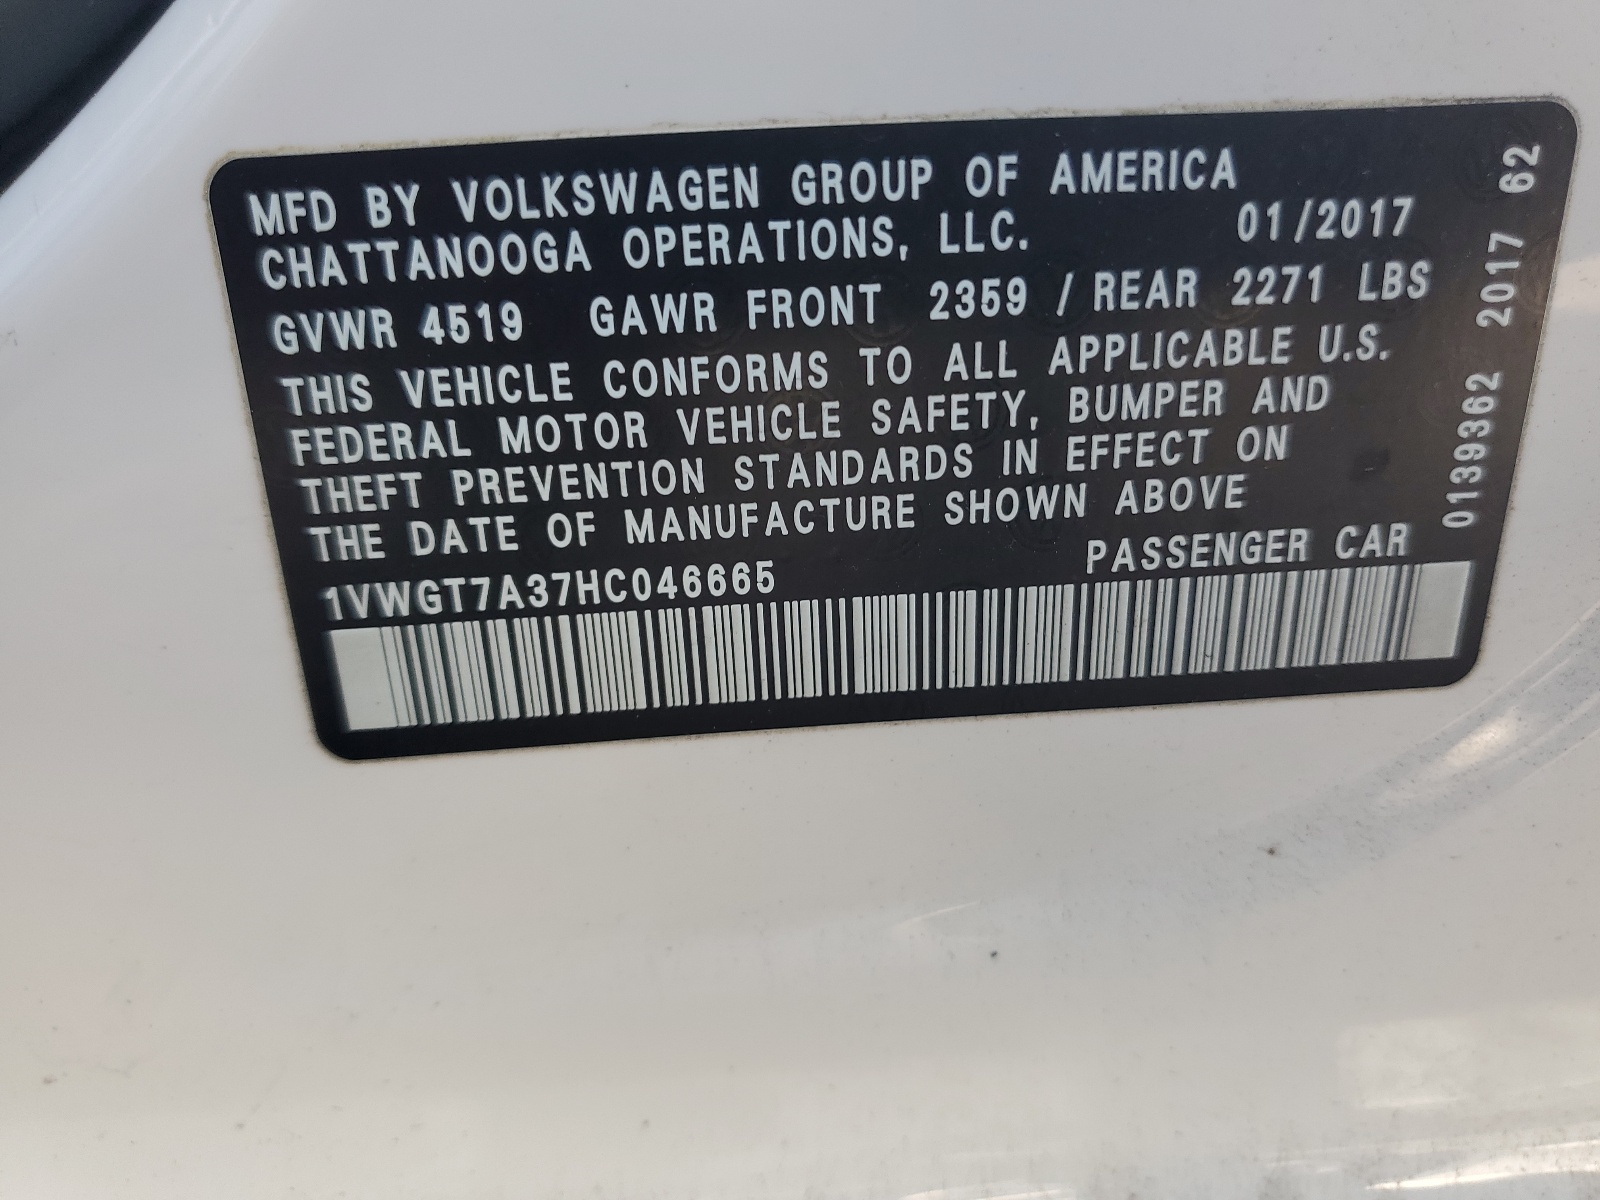 MFD BY VOLKSWAGEN GROUP OF AMERICA
CHATTANOOGA OPERATIONS, LLC. 01/2017
GVWR 4519 GAWR FRONT 2359 / REAR 2271 LBS
THIS VEHICLE CONFORMS TO ALL APPLICABLE U.S.
FEDERAL MOTOR VEHICLE SAFETY, BUMPER AND
THEFT PREVENTION STANDARDS IN EFFECT ON
THE DATE OF MANUFACTURE SHOWN ABOVE
1VWGT7A37HC046665 PASSENGER CAR
0139362 2017 62